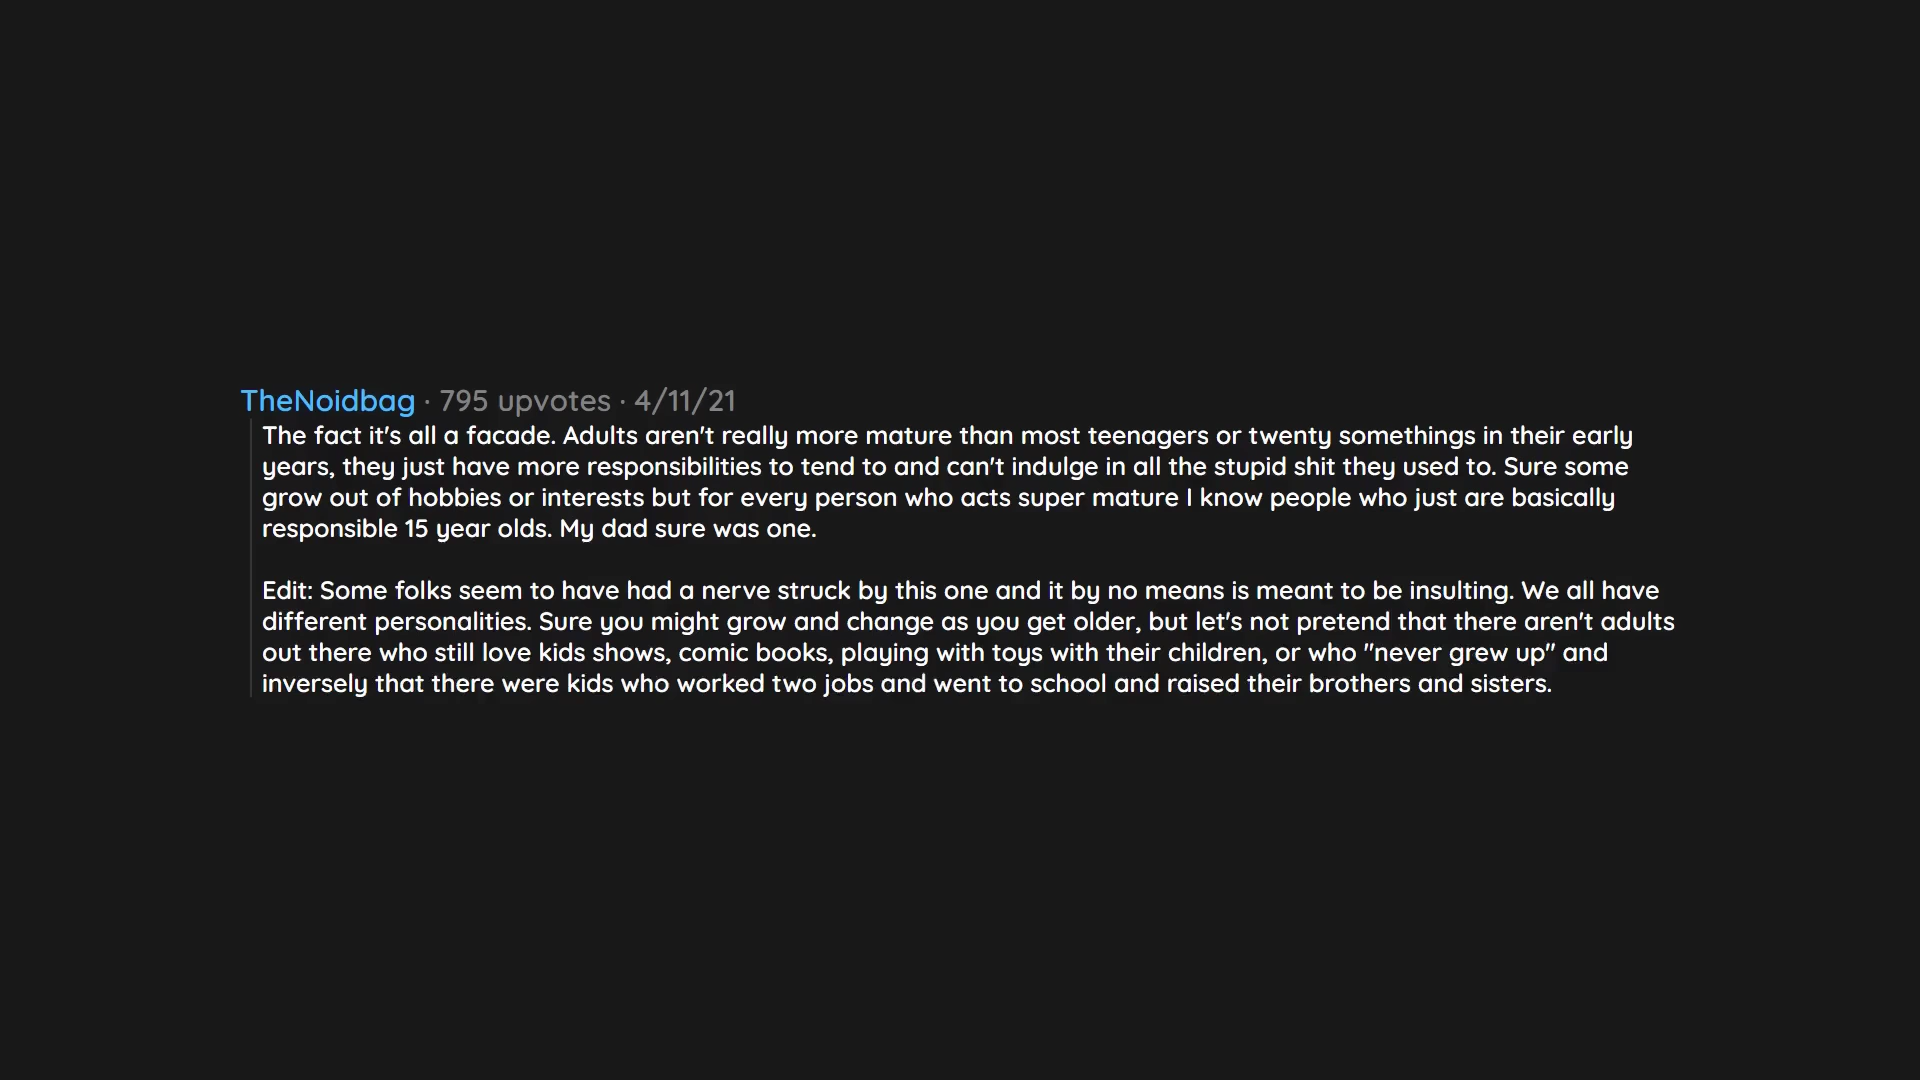 TheNoidbag · 795 upvotes · 4/11/21
The fact it's all a facade. Adults aren't really more mature than most teenagers or twenty somethings in their early
years, they just have more responsibilities to tend to and can't indulge in all the stupid shit they used to. Sure some
grow out of hobbies or interests but for every person who acts super mature I know people who just are basically
responsible 15 year olds. My dad sure was one.
Edit: Some folks seem to have had a nerve struck by this one and it by no means is meant to be insulting. We all have
different personalities. Sure you might grow and change as you get older, but let's not pretend that there aren't adults
out there who still love kids shows, comic books, playing with toys with their children, or who "never grew up" and
inversely that there were kids who worked two jobs and went to school and raised their brothers and sisters.